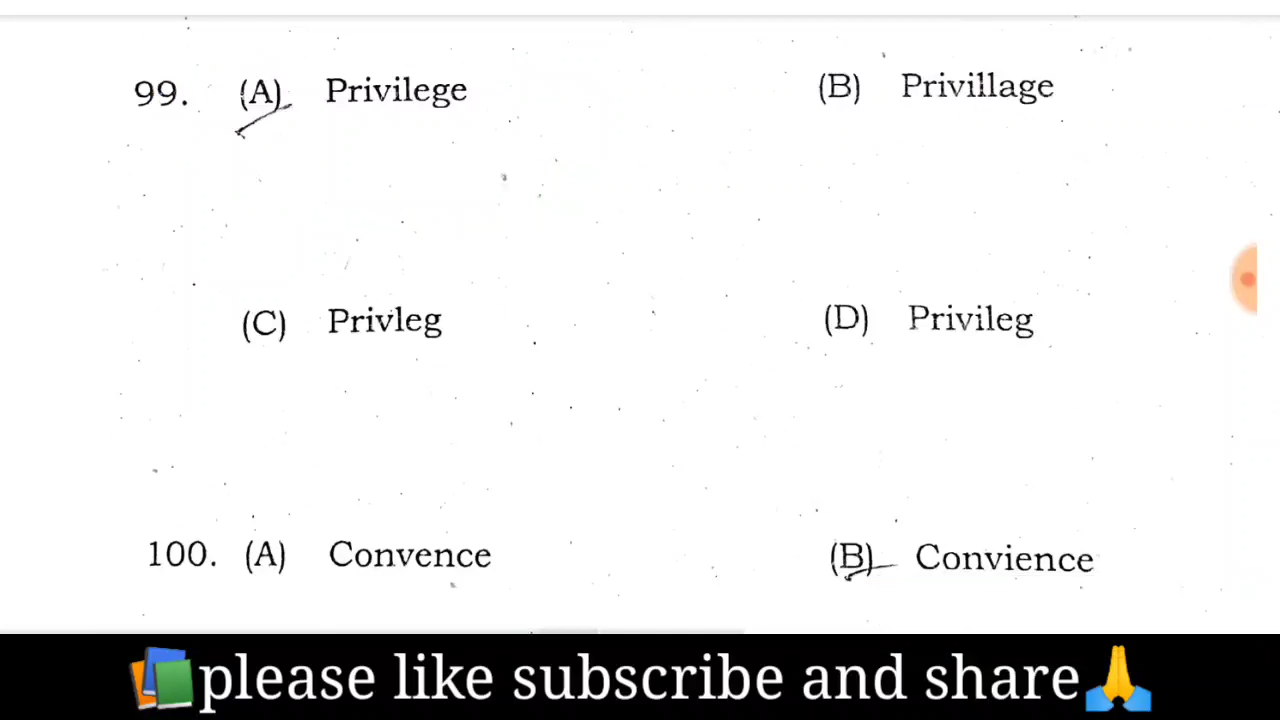 99. (A) Privilege (B) Privillage
(C) Privleg (D) Privileg
100. (A) Convence (B) Convience
📚please like subscribe and share🙏